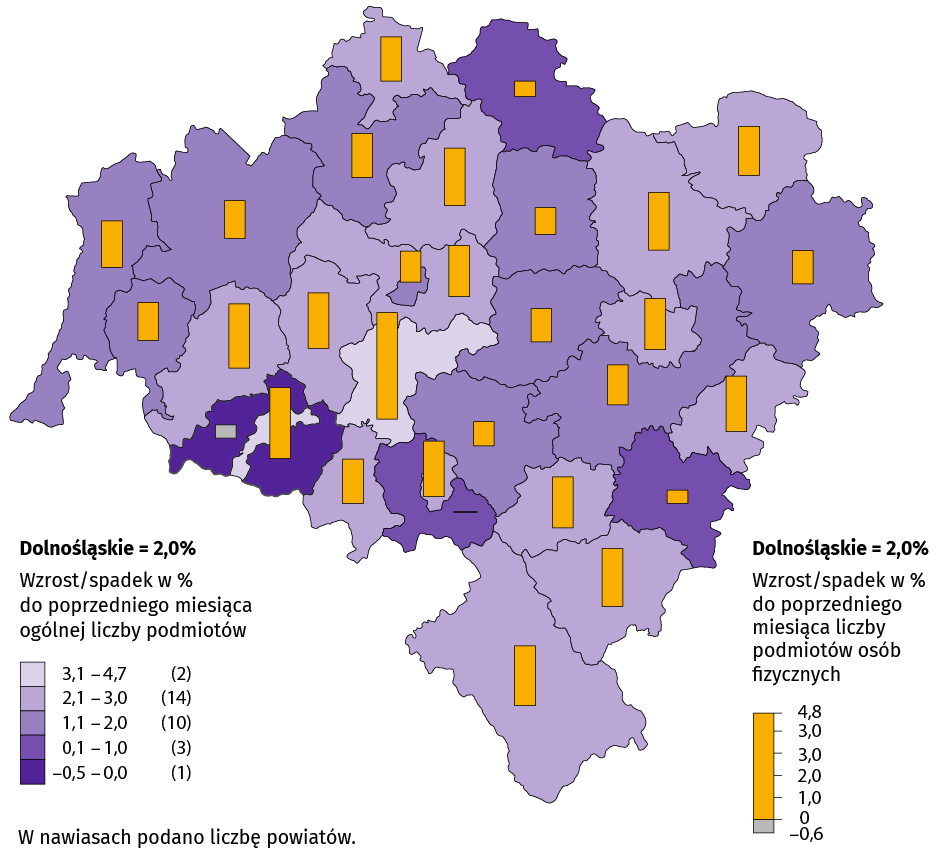 Dolnośląskie = 2,0%
Wzrost/spadek w %
do poprzedniego miesiąca
ogólnej liczby podmiotów
3,1 – 4,7 (2)
2,1 – 3,0 (14)
1,1 – 2,0 (10)
0,1 – 1,0 (3)
–0,5 – 0,0 (1)
W nawiasach podano liczbę powiatów.
Dolnośląskie = 2,0%
Wzrost/spadek w %
do poprzedniego
miesiąca liczby
podmiotów osób
fizycznych
4,8
3,0
3,0
2,0
1,0
0
–0,6